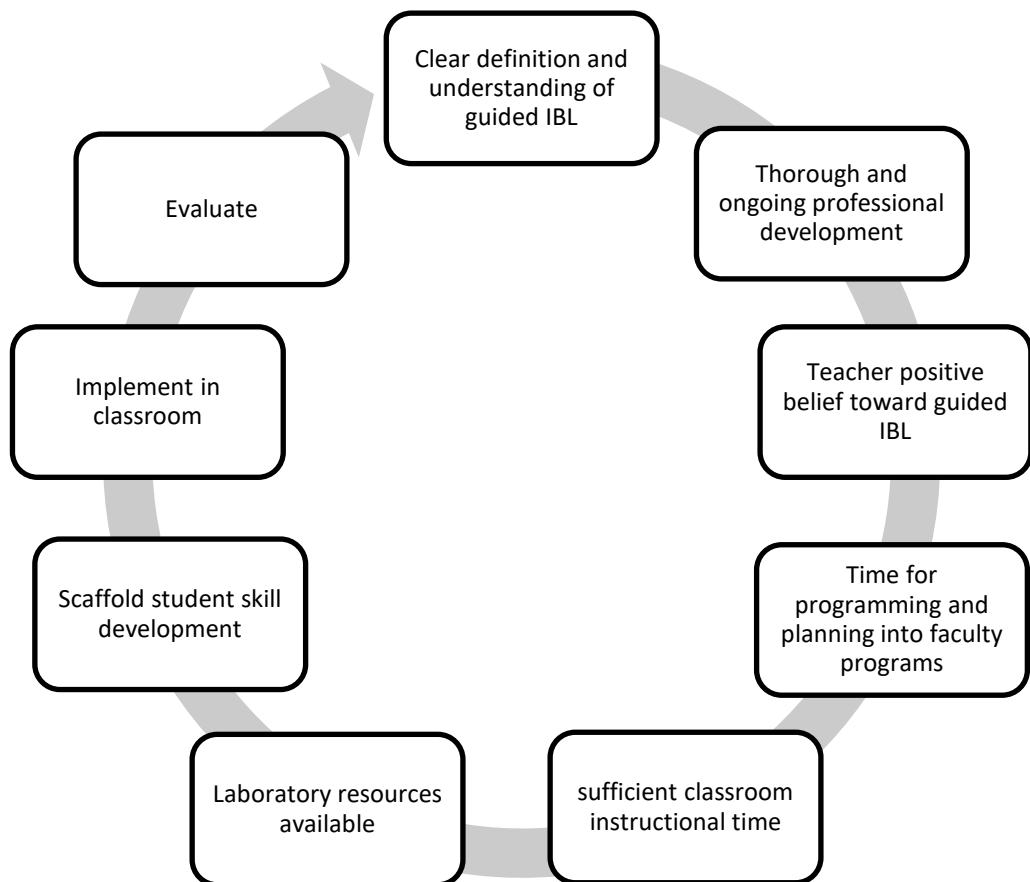 Clear definition and
understanding of
guided IBL
Thorough and
ongoing professional
development
Teacher positive
belief toward guided
IBL
Time for
programming and
planning into faculty
programs
sufficient classroom
instructional time
Laboratory resources
available
Scaffold student skill
development
Implement in
classroom
Evaluate